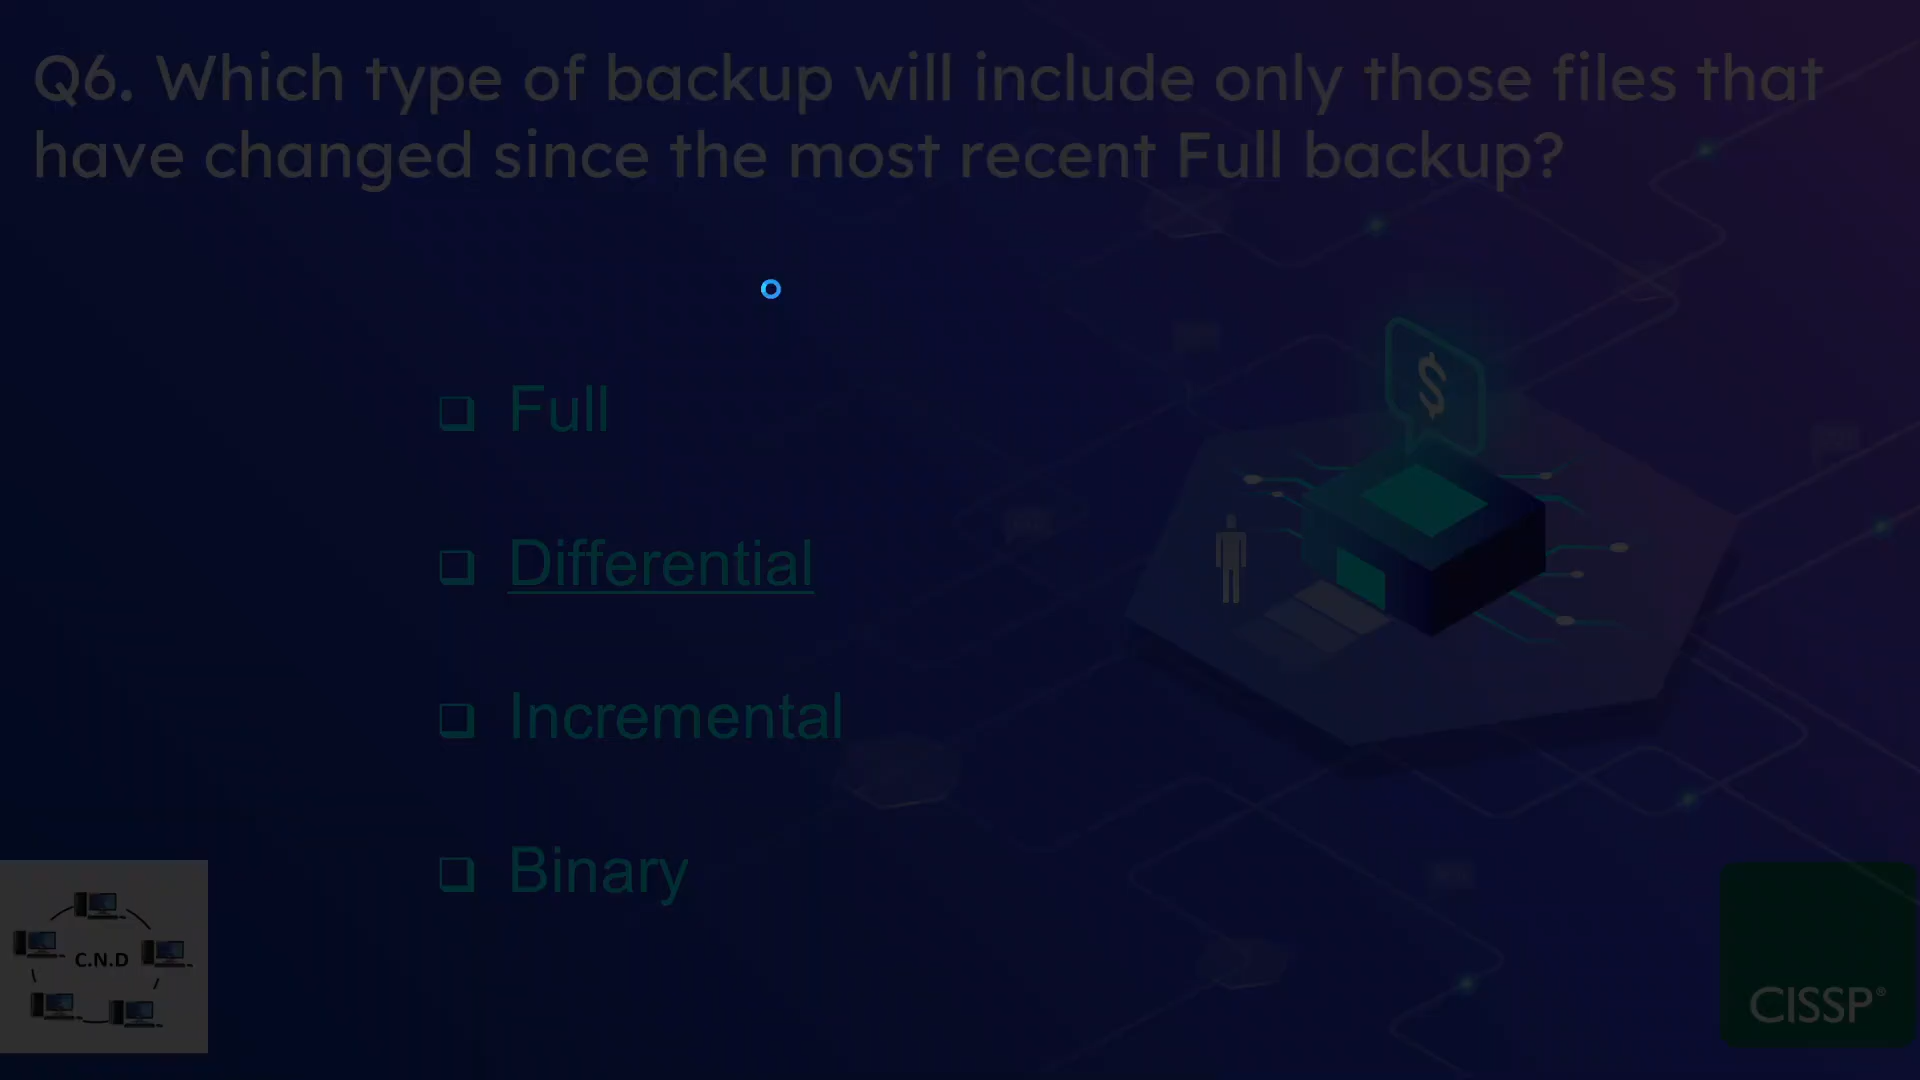 Q6. Which type of backup will include only those files that
have changed since the most recent Full backup?
$
❑ Full
❑ Differential
❑ Incremental
❑ Binary
C.N.D
CISSP®